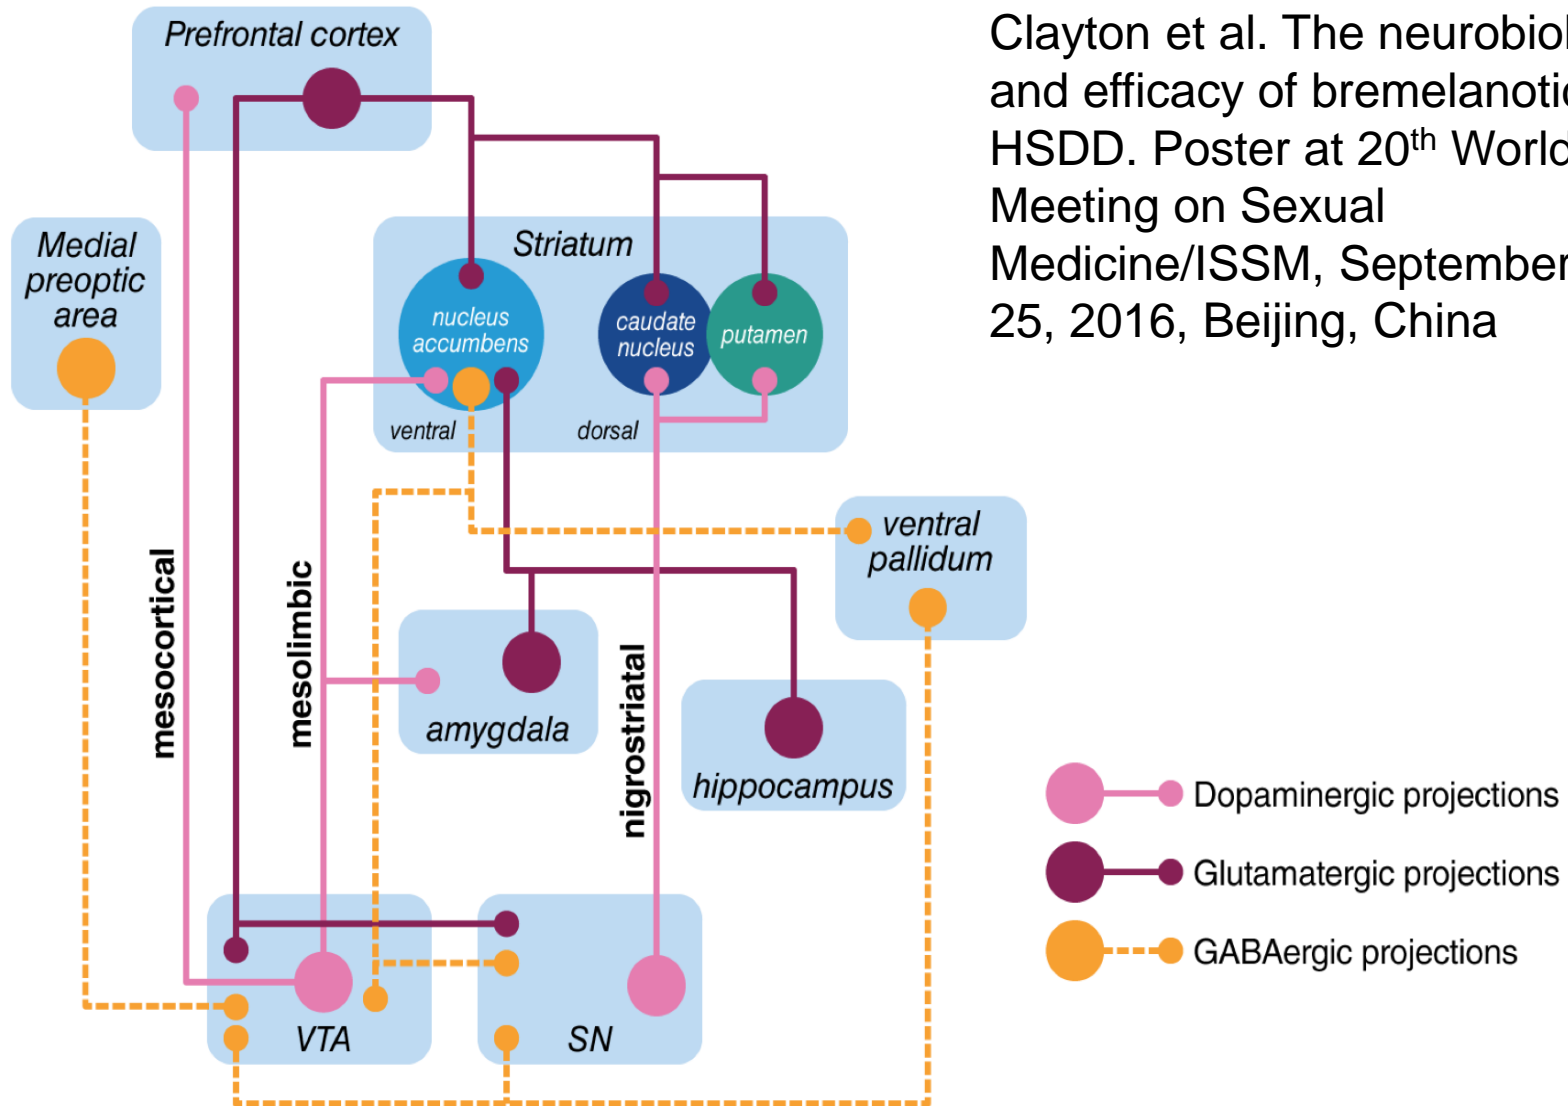 Prefrontal cortex
Clayton et al. The neurobiol
and efficacy of bremelanotic
HSDD. Poster at 20th World
Meeting on Sexual
Medicine/ISSM, September
25, 2016, Beijing, China
Medial
preoptic
area
Striatum
nucleus
accumbens
caudate
nucleus
putamen
ventral
dorsal
ventral
pallidum
mesocortical
mesolimbic
nigrostriatal
amygdala
hippocampus
Dopaminergic projections
Glutamatergic projections
GABAergic projections
VTA
SN